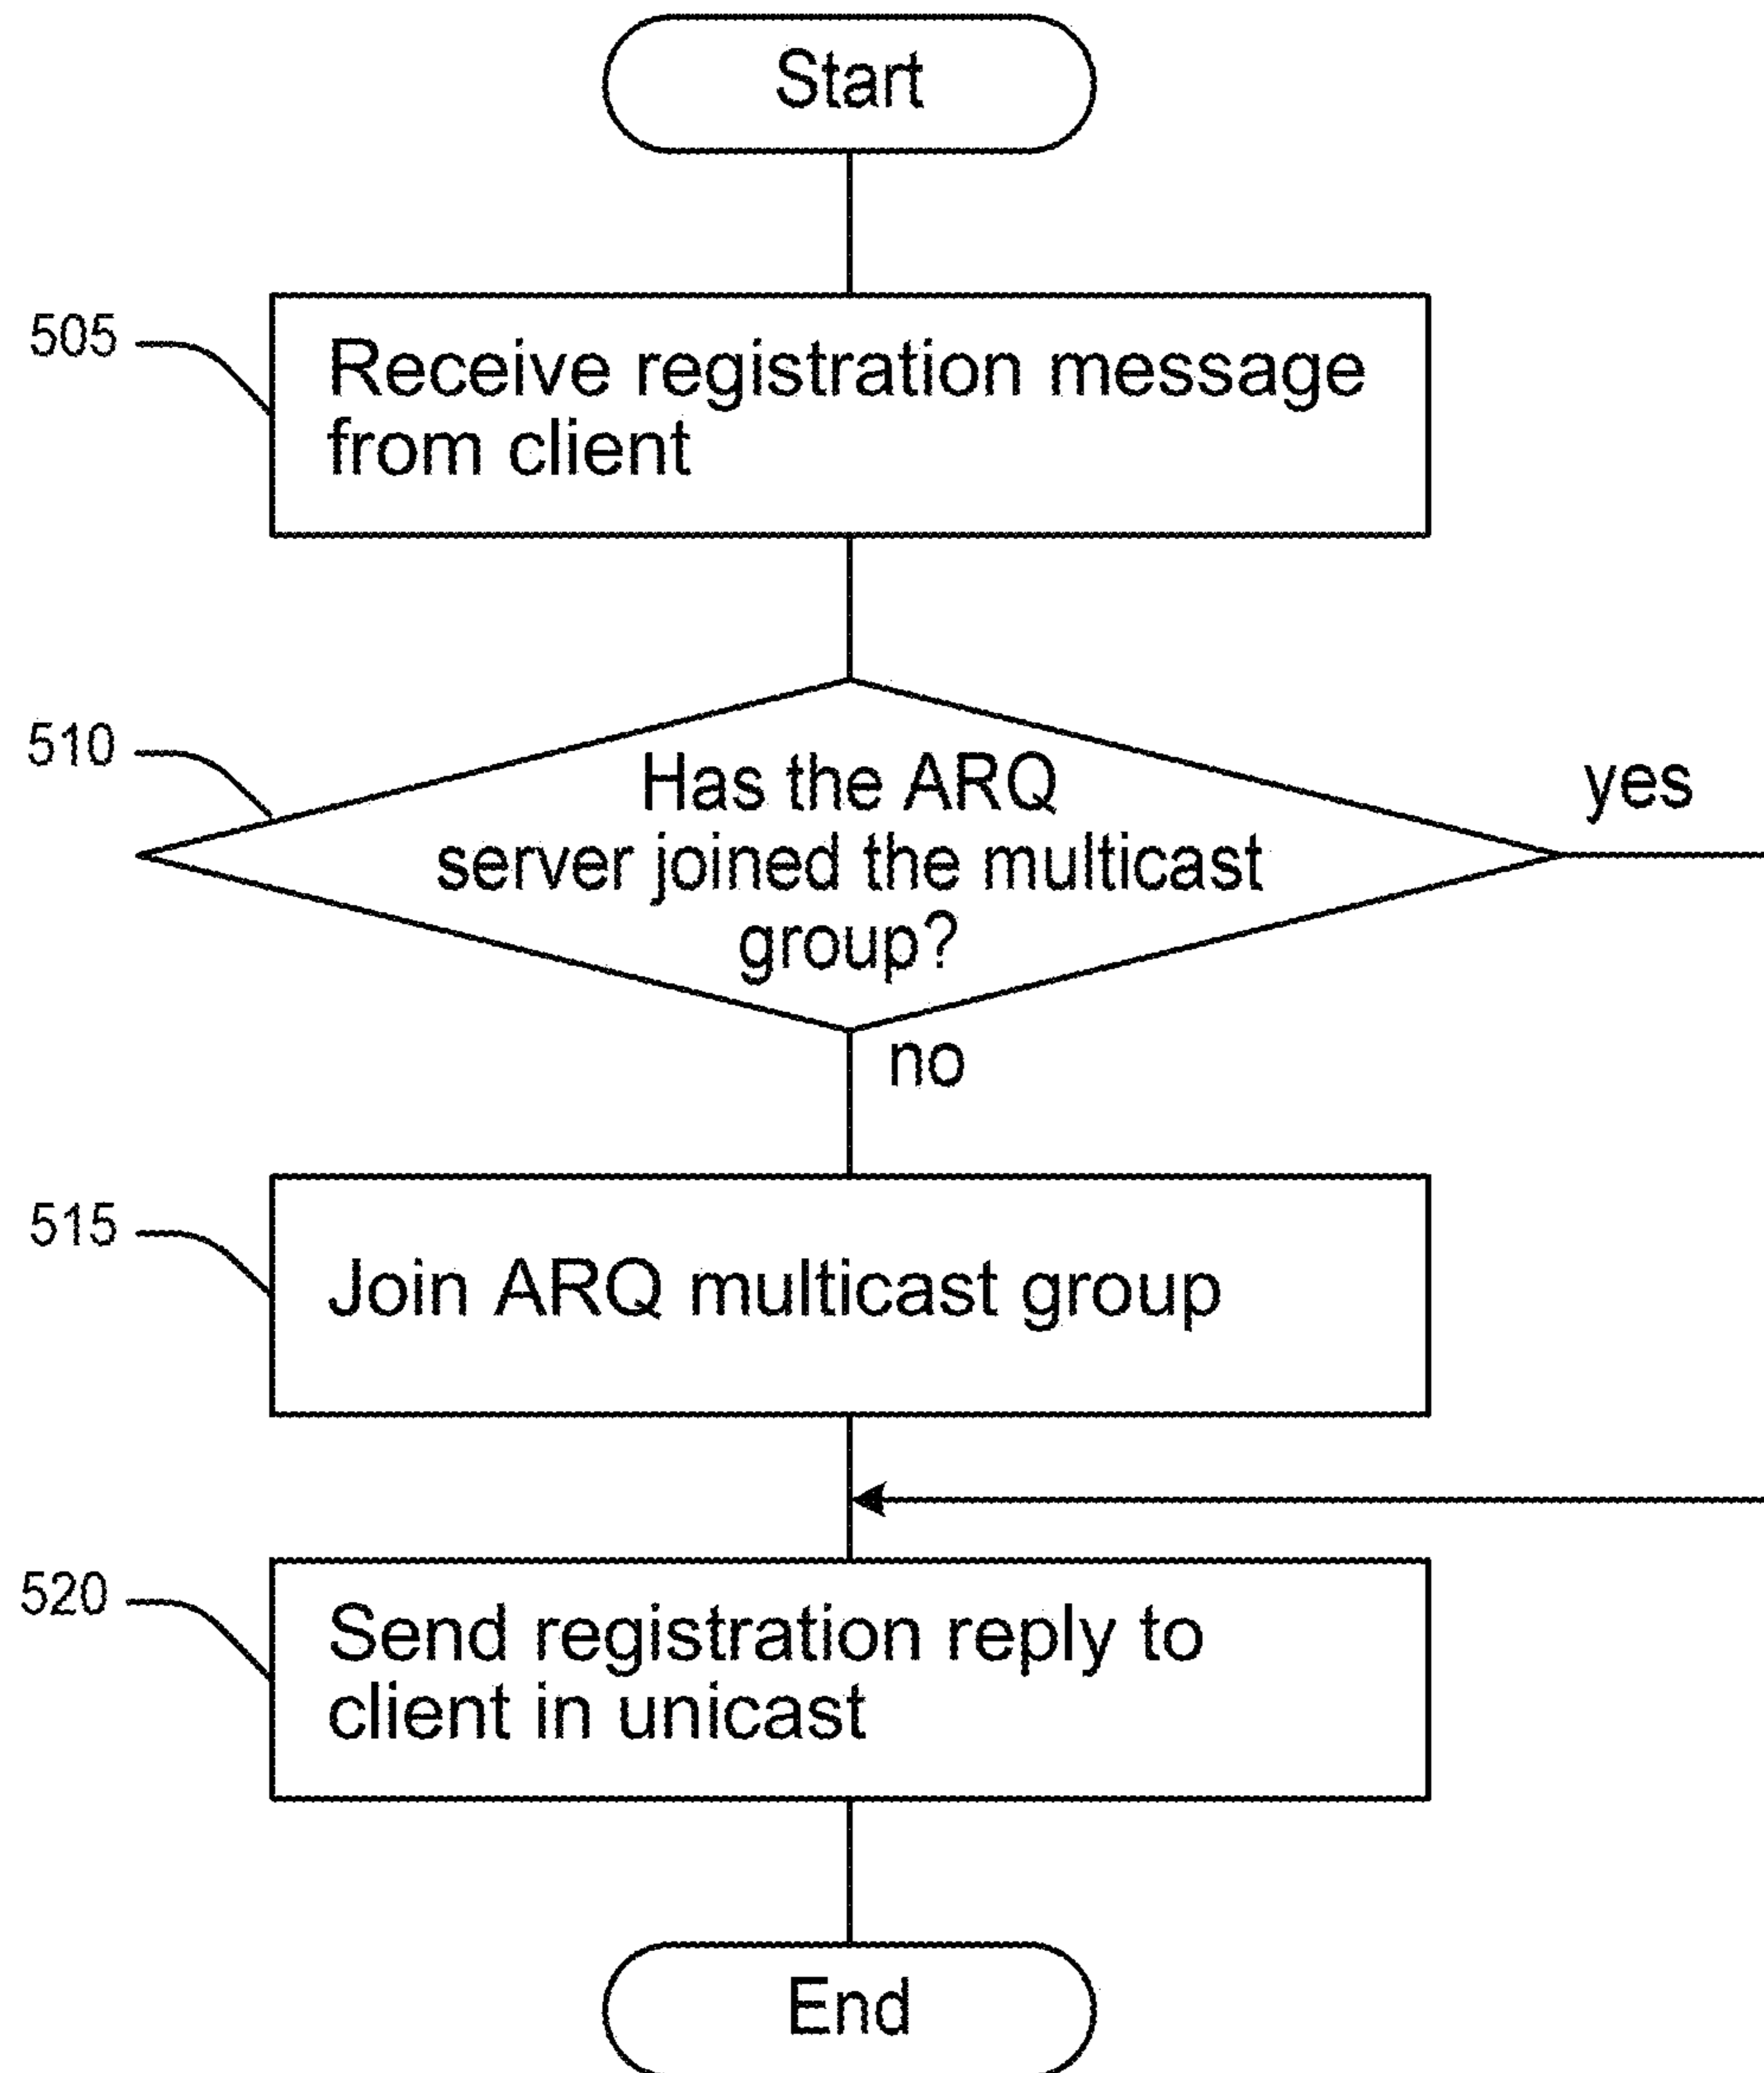 Start
505
Receive registration message
from client
510
Has the ARQ
server joined the multicast
group?
yes
no
515
Join ARQ multicast group
520
Send registration reply to
client in unicast
End